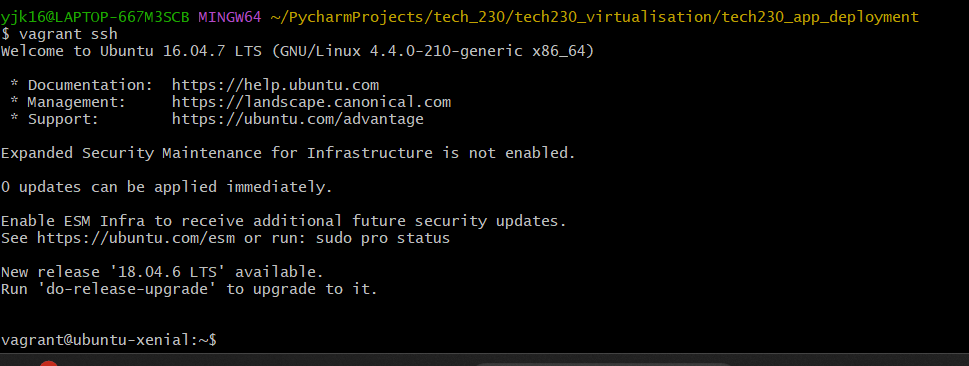 yjk16@LAPTOP-667M3SCB MINGW64 ~/PycharmProjects/tech_230/tech230_virtualisation/tech230_app_deployment
$ vagrant ssh
Welcome to Ubuntu 16.04.7 LTS (GNU/Linux 4.4.0-210-generic x86_64)
* Documentation:  https://help.ubuntu.com
* Management:     https://landscape.canonical.com
* Support:        https://ubuntu.com/advantage
Expanded Security Maintenance for Infrastructure is not enabled.
0 updates can be applied immediately.
Enable ESM Infra to receive additional future security updates.
See https://ubuntu.com/esm or run: sudo pro status
New release '18.04.6 LTS' available.
Run 'do-release-upgrade' to upgrade to it.
vagrant@ubuntu-xenial:~$